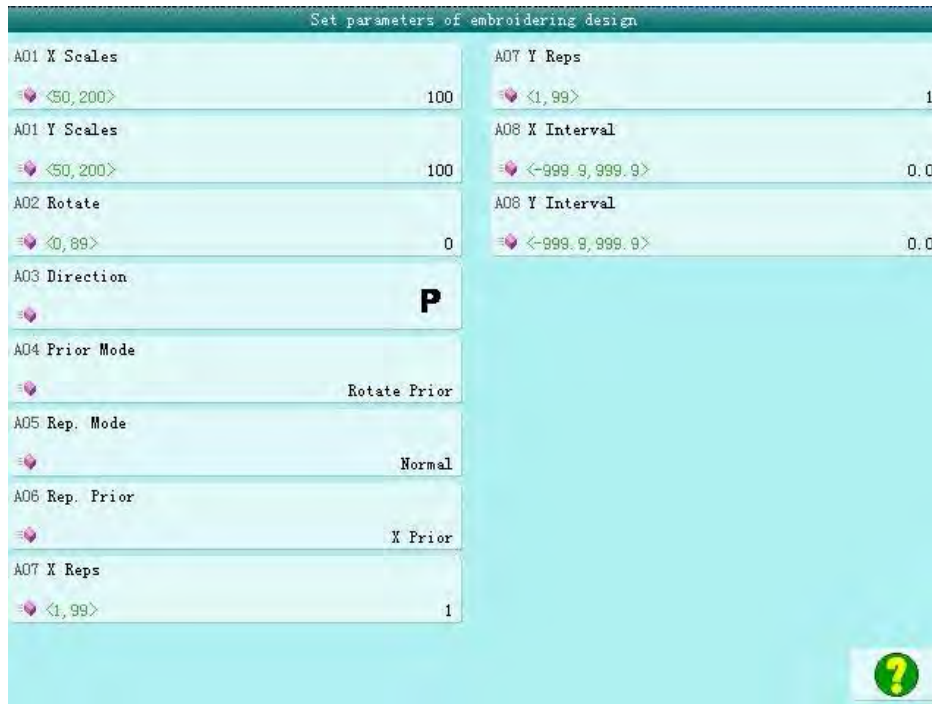 Set parameters of embroidering design
A01 X Scales
<50,200> 100
A01 Y Scales
<50,200> 100
A02 Rotate
<0,89> 0
A03 Direction
P
A04 Prior Mode
Rotate Prior
A05 Rep. Mode
Normal
A06 Rep. Prior
X Prior
A07 X Reps
<1,99> 1
A07 Y Reps
<1,99> 1
A08 X Interval
<-999.9,999.9> 0.0
A08 Y Interval
<-999.9,999.9> 0.0
?